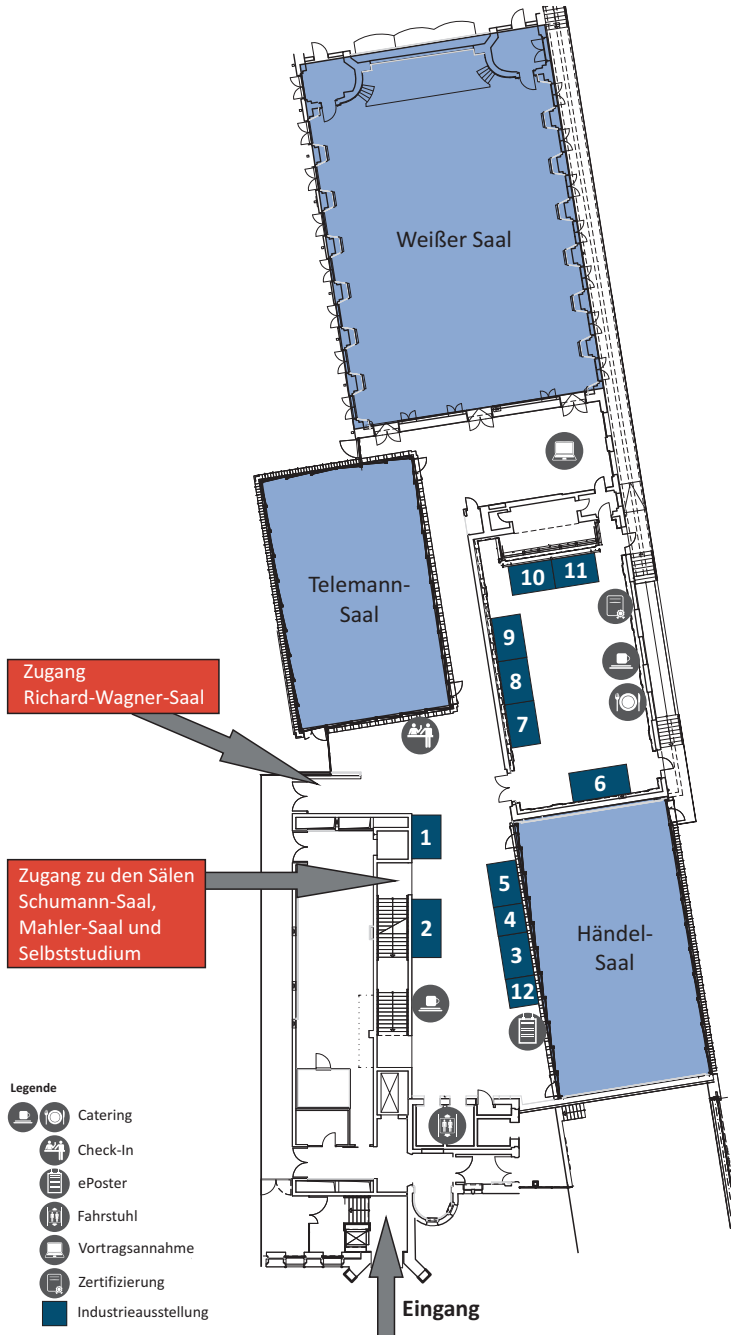 Weißer Saal
10
11
Telemann-
Saal
9
8
7
Zugang
Richard-Wagner-Saal
6
1
Zugang zu den Sälen
Schumann-Saal,
Mahler-Saal und
Selbststudium
5
2
4
3
12
Händel-
Saal
Legende
Catering
Check-In
ePoster
Fahrstuhl
Vortragsannahme
Zertifizierung
Industrieausstellung
Eingang